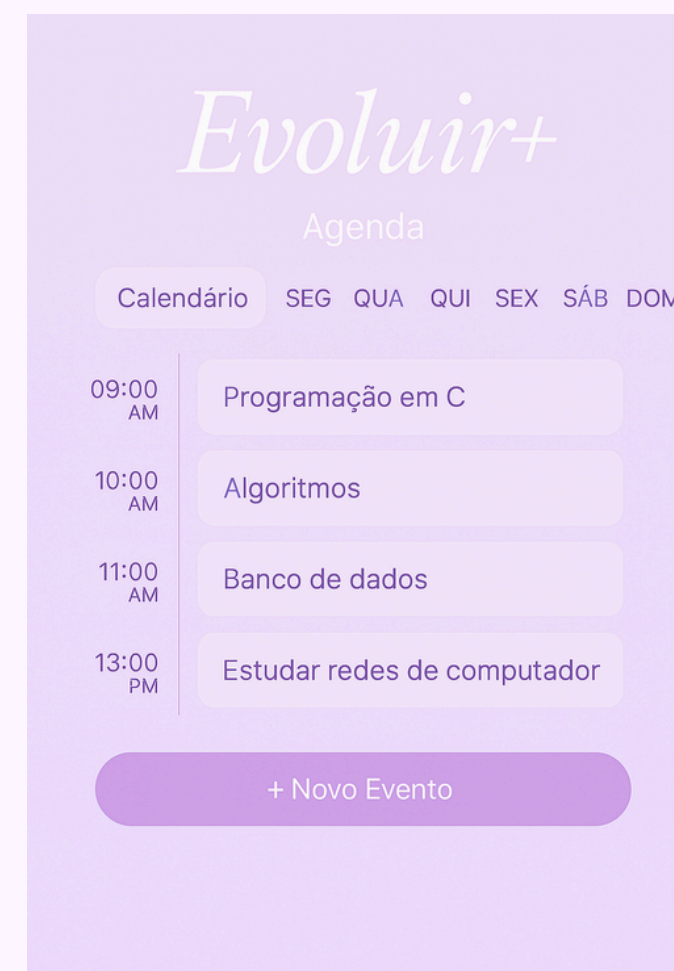 Evoluir+
Agenda
Calendário SEG QUA QUI SEX SÁB DOM
09:00 AM Programação em C
10:00 AM Algoritmos
11:00 AM Banco de dados
13:00 PM Estudar redes de computador
+ Novo Evento